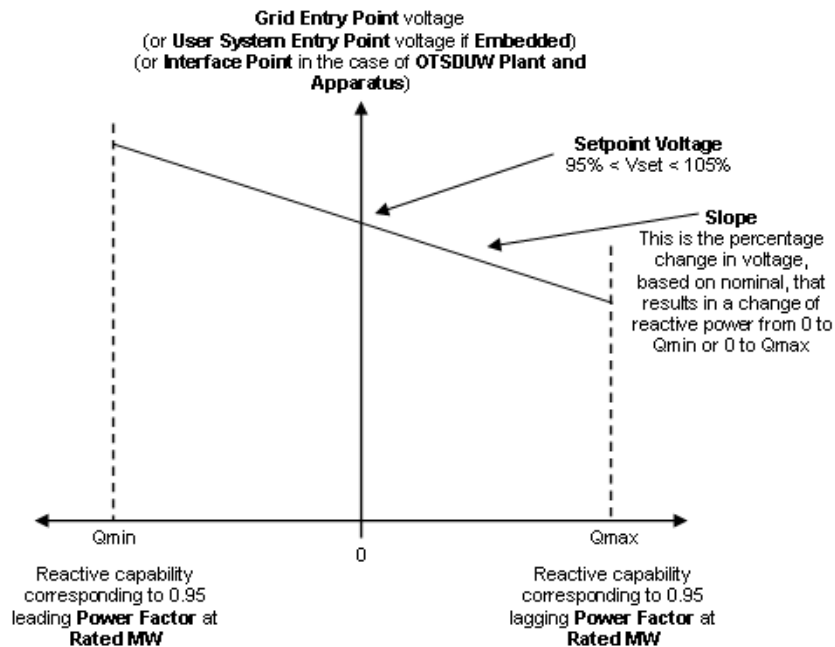 Grid Entry Point voltage
(or User System Entry Point voltage if Embedded)
(or Interface Point in the case of OTSDUW Plant and
Apparatus)
Setpoint Voltage
95% < Vset < 105%
Slope
This is the percentage
change in voltage,
based on nominal, that
results in a change of
reactive power from 0 to
Qmin or 0 to Qmax
Qmin
0
Qmax
Reactive capability
corresponding to 0.95
leading Power Factor at
Rated MW
Reactive capability
corresponding to 0.95
lagging Power Factor at
Rated MW